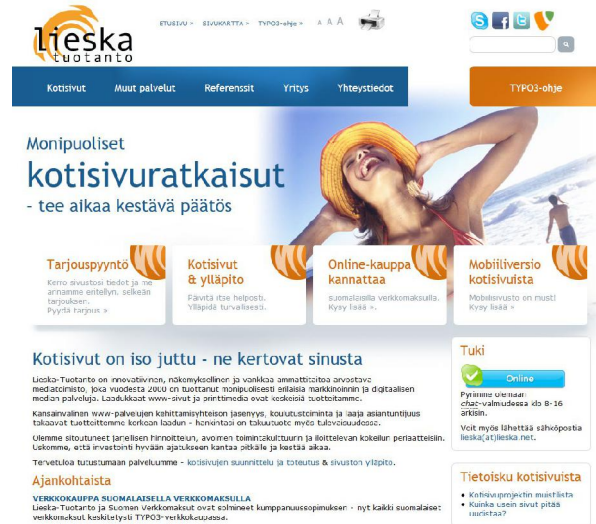 lieska
tuotanto
ETUSIVU > SIVUKARTTA > TYPO3-ohje > A A A
Kotisivut Muut palvelut Referenssit Yritys Yhteystiedot TYPO3-ohje
Monipuoliset
kotisivuratkaisut
- tee aikaa kestävä päätös
Tarjouspyyntö
Kerro sivustosi tiedot ja me
annamme eritellyn, selkeän
tarjouksen.
Pyydä tarjous »
Kotisivut
& ylläpito
Päivitä itse helposti.
Ylläpidä turvallisesti.
Online-kauppa
kannattaa
suomalaisilla verkkomaksuilla.
Kysy lisää »
Mobiiliversio
kotisivuista
Mobiilisivusto on must!
Kysy lisää »
Kotisivut on iso juttu - ne kertovat sinusta
Lieska-Tuotanto on innovatiivinen, näkemyksellinen ja vankkaa ammattitaitoa arvostava
mediatoimisto, joka vuodesta 2000 on tuottanut monipuolisesti erilaisia markkinoinnin ja digitaalisen
median palveluja. Laadukkaat www-sivut ja printtimedia ovat keskeisiä tuotteitamme.
Kansainvälinen www-palvelujen kehittämisyhteisön jäsenyys, koulutustoiminta ja laaja asiantuntijuus
takaavat tuotteittemme korkean laadun - hankintasi on takuutuote myös tulevaisuudessa.
Olemme sitoutuneet järjellisen hinnoittelun, avoimen toimintakulttuurin ja iloittelevan kokeilun periaatteisiin.
Uskomme, että investointi hyvään ajatukseen kantaa pitkälle ja kestää aikaa.
Tervetuloa tutustumaan palveluumme - kotisivujen suunnittelu ja toteutus & sivuston ylläpito.
Ajankohtaista
VERKKOKAUPPA SUOMALAISELLA VERKKOMAKSULLA
Lieska-Tuotanto ja Suomen Verkkomaksut ovat solmineet kumppanuussopimuksen - nyt kaikki suomalaiset
verkkomaksut keskitetysti TYPO3-verkkokaupassa.
Tuki
Online
Pyrimme olemaan
chat-valmiudessa klo 8-16
arkisin.
Voit myös lähettää sähköpostia
lieska(at)lieska.net.
Tietoisku kotisivuista
Kotisivuprojektin muistilista
Kuinka usein sivut pitää
uudistaa?